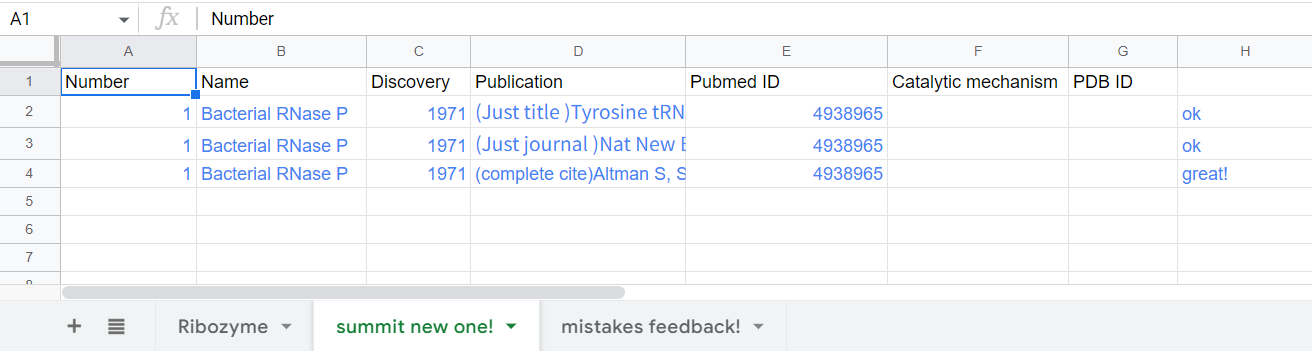 A1 fx Number
A B C D E F G H
1 Number Name Discovery Publication Pubmed ID Catalytic mechanism PDB ID
2 1 Bacterial RNase P 1971 (Just title )Tyrosine tRN 4938965 ok
3 1 Bacterial RNase P 1971 (Just journal )Nat New 4938965 ok
4 1 Bacterial RNase P 1971 (complete cite)Altman S, S 4938965 great!
5
6
7
+ Ribozyme summit new one! mistakes feedback!